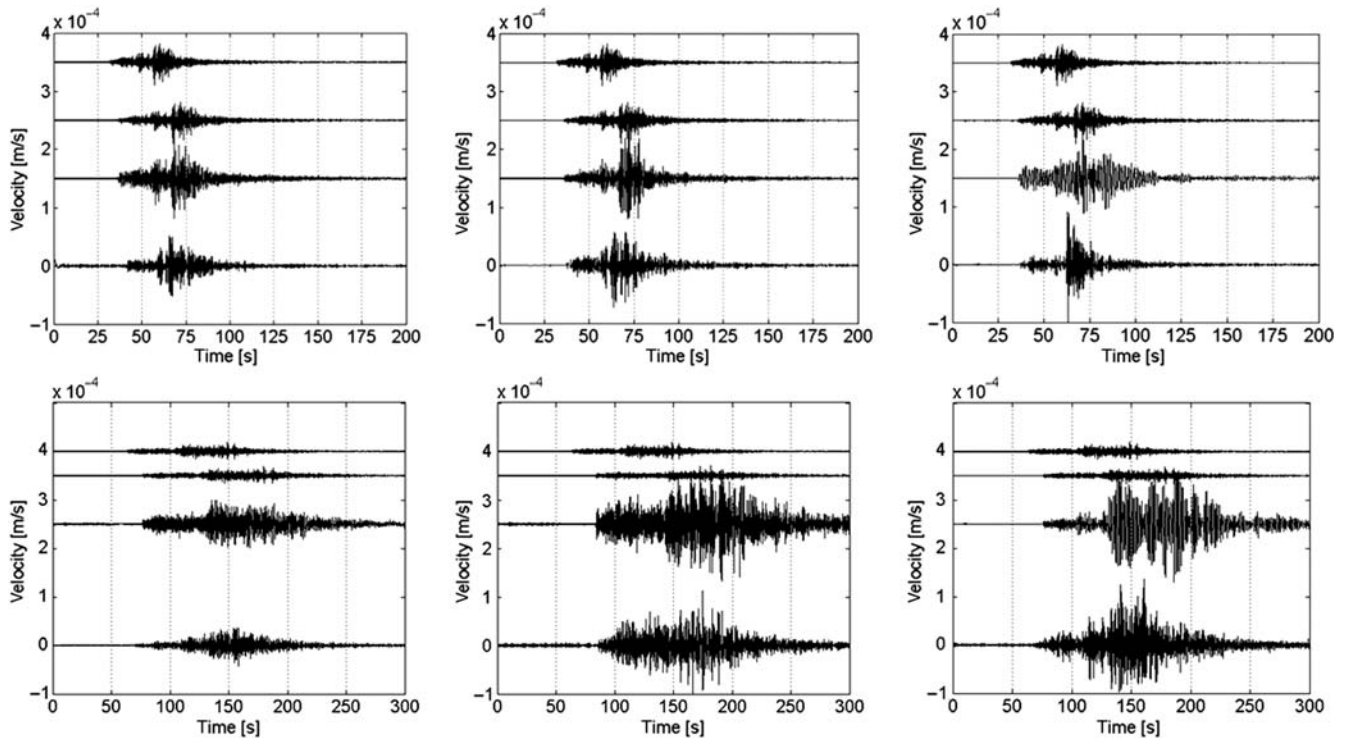 x 10⁻⁴ x 10⁻⁴ x 10⁻⁴
4 4 4
3 3 3
2 2 2
1 1 1
0 0 0
−1 −1 −1
Velocity [m/s] Velocity [m/s] Velocity [m/s]
0 25 50 75 100 125 150 175 200 0 25 50 75 100 125 150 175 200 0 25 50 75 100 125 150 175 200
Time [s] Time [s] Time [s]
x 10⁻⁴ x 10⁻⁴ x 10⁻⁴
4 4 4
3 3 3
2 2 2
1 1 1
0 0 0
−1 −1 −1
Velocity [m/s] Velocity [m/s] Velocity [m/s]
0 50 100 150 200 250 300 0 50 100 150 200 250 300 0 50 100 150 200 250 300
Time [s] Time [s] Time [s]